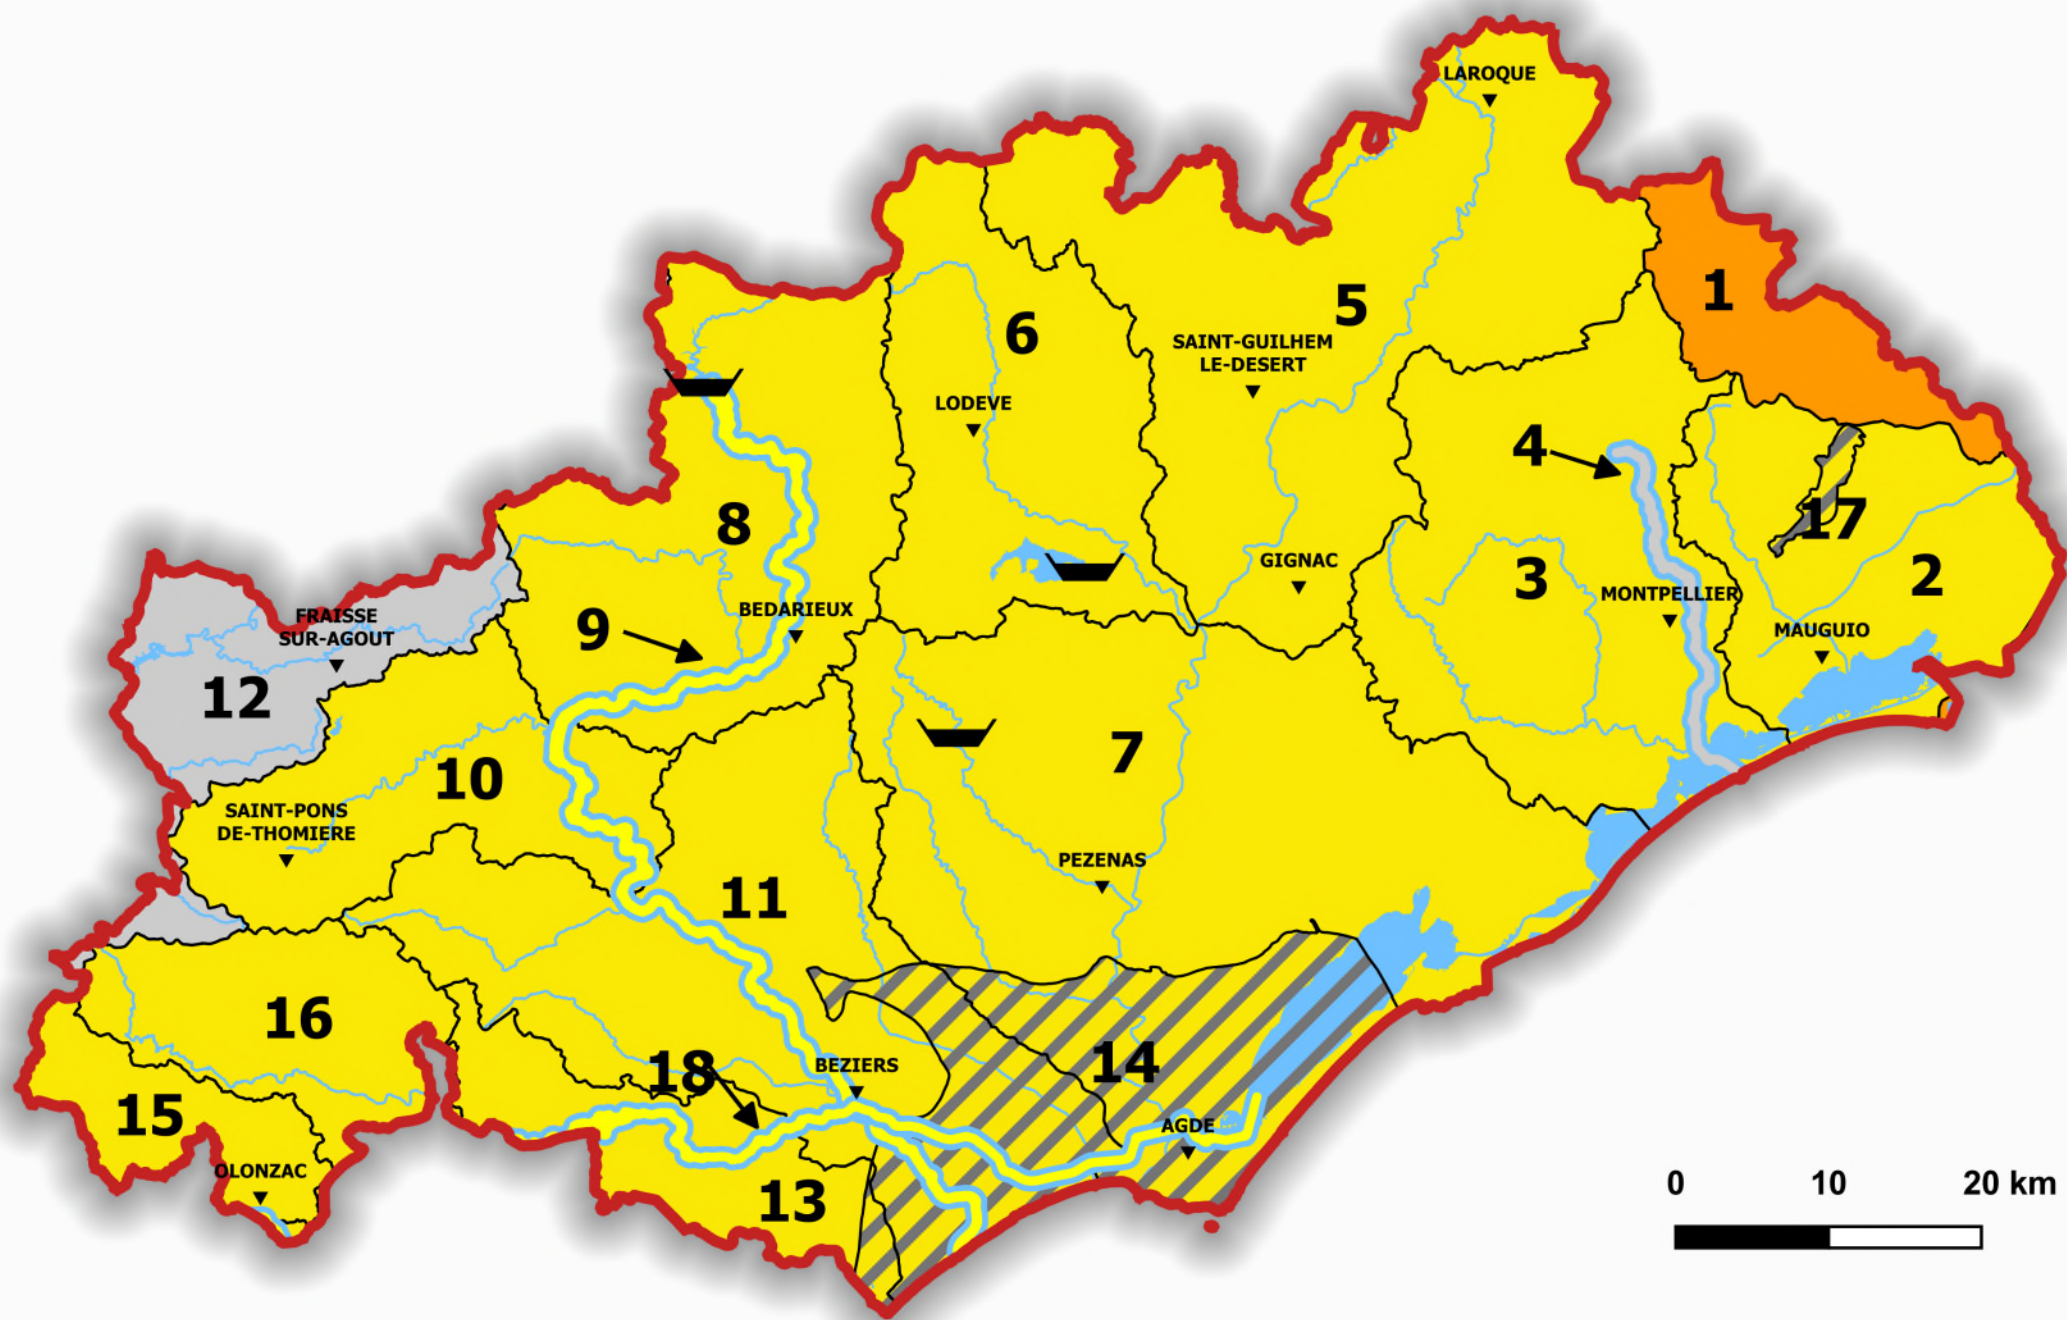 LAROQUE
1
5
6
SAINT-GUILHEM
LE-DESERT
LODEVE
4
8
17
GIGNAC
3
2
MONTPELLIER
BEDARIEUX
FRAISSE
SUR-AGOUT
9
MAUGUIO
12
7
10
SAINT-PONS
DE-THOMIERE
PEZENAS
11
16
14
18
BEZIERS
15
AGDE
OLONZAC
13
0 10 20 km